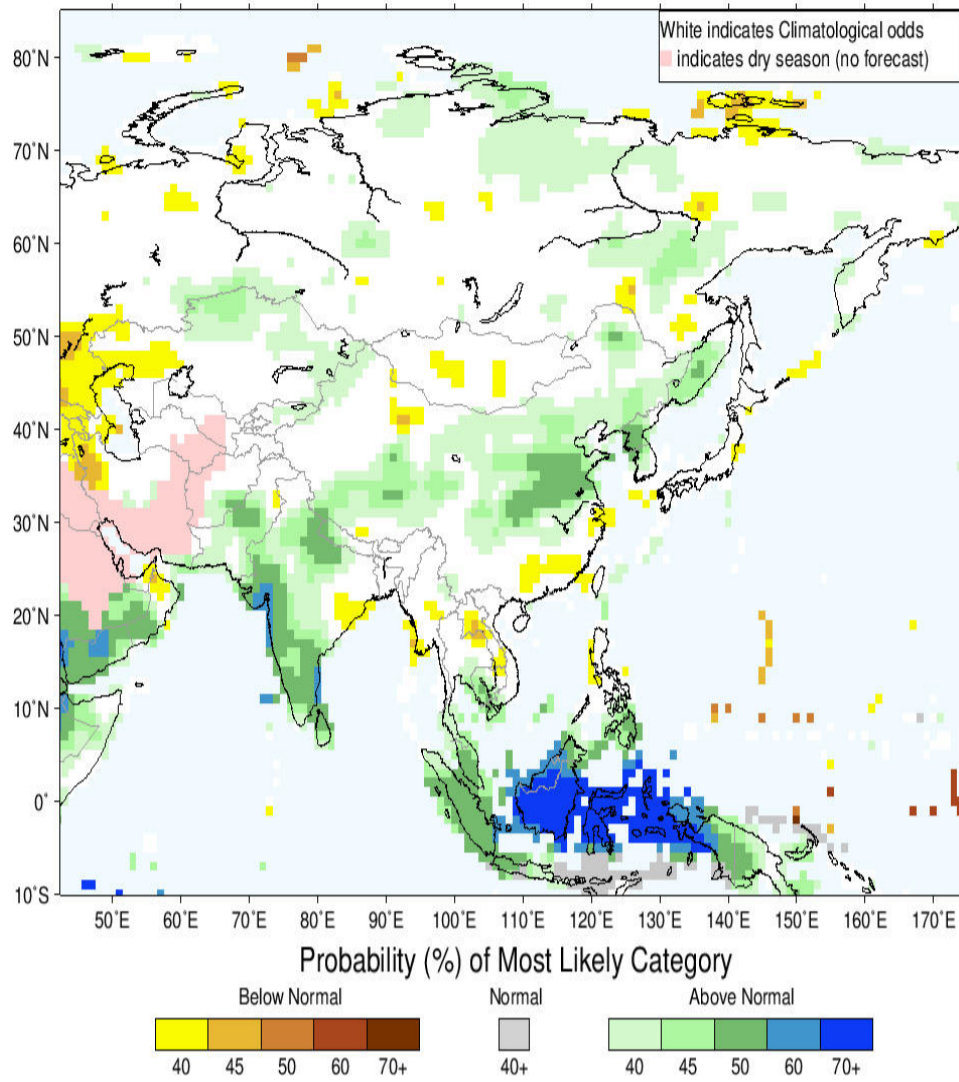 White indicates Climatological odds
indicates dry season (no forecast)
80°N
70°N
60°N
50°N
40°N
30°N
20°N
10°N
0°
10°S
50°E 60°E 70°E 80°E 90°E 100°E 110°E 120°E 130°E 140°E 150°E 160°E 170°E
Probability (%) of Most Likely Category
Below Normal Normal Above Normal
40 45 50 60 70+ 40+ 40 45 50 60 70+